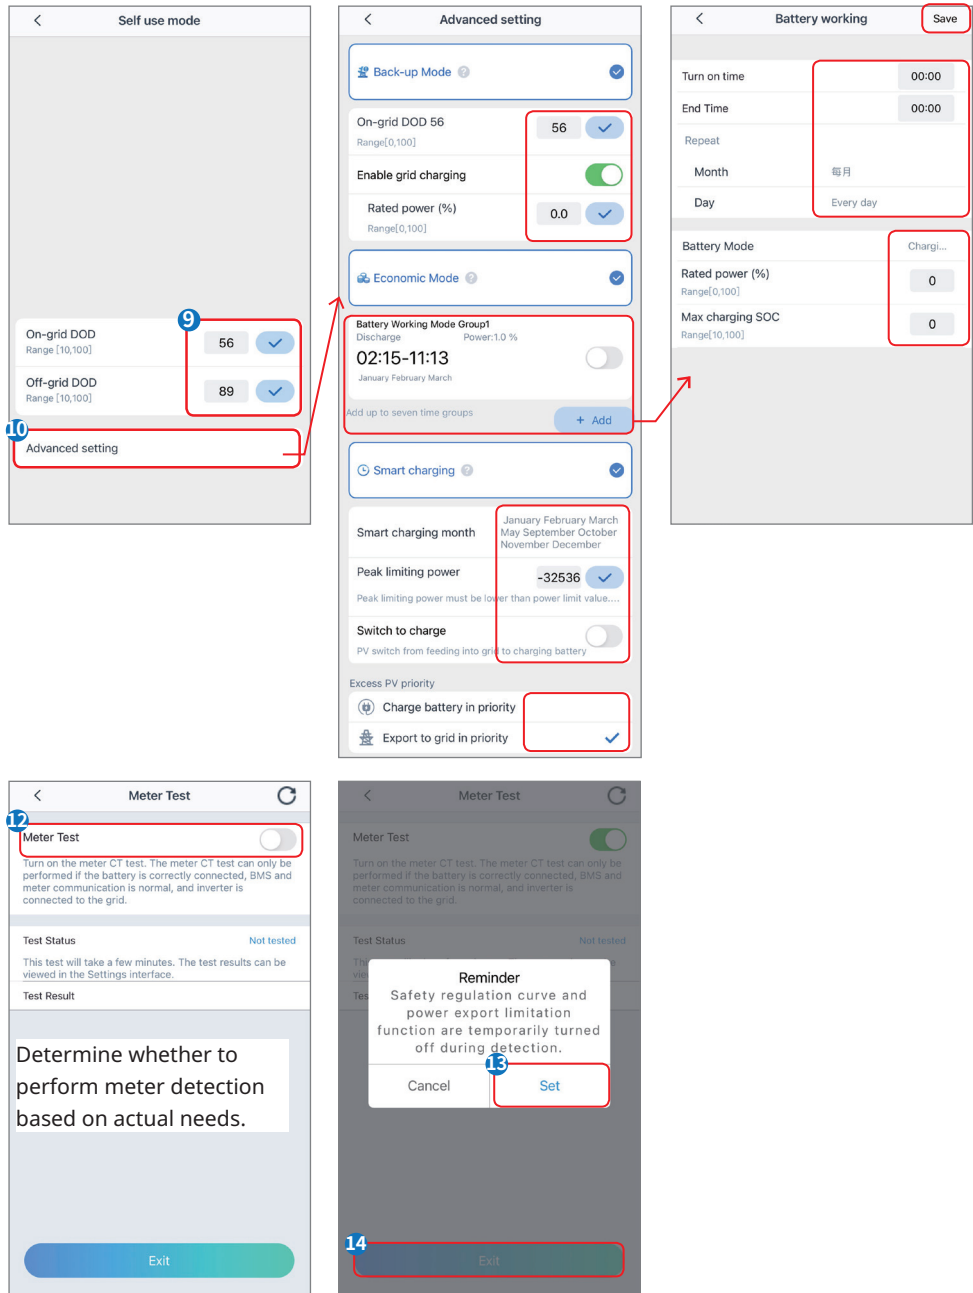 Self use mode
9
On-grid DOD
Range [10,100]
56
Off-grid DOD
Range [10,100]
89
10
Advanced setting
Advanced setting
Back-up Mode ?
On-grid DOD 56
Range[0,100]
56
Enable grid charging
Rated power (%)
Range[0,100]
0.0
Economic Mode ?
Battery Working Mode Group1
Discharge Power:1.0 %
02:15-11:13
January February March
Add up to seven time groups
+ Add
Smart charging ?
Smart charging month
January February March
May September October
November December
Peak limiting power
-32536
Peak limiting power must be lower than power limit value....
Switch to charge
PV switch from feeding into grid to charging battery
Excess PV priority
Charge battery in priority
Export to grid in priority
Battery working
Save
Turn on time
00:00
End Time
00:00
Repeat
Month
每月
Day
Every day
Battery Mode
Chargi...
Rated power (%)
Range[0,100]
0
Max charging SOC
Range[10,100]
0
Meter Test
12
Meter Test
Turn on the meter CT test. The meter CT test can only be
performed if the battery is correctly connected, BMS and
meter communication is normal, and inverter is
connected to the grid.
Test Status
Not tested
This test will take a few minutes. The test results can be
viewed in the Settings interface.
Test Result
Determine whether to
perform meter detection
based on actual needs.
Exit
Meter Test
Meter Test
Turn on the meter CT test. The meter CT test can only be
performed if the battery is correctly connected, BMS and
meter communication is normal, and inverter is
connected to the grid.
Test Status
Not tested
Reminder
Safety regulation curve and
power export limitation
function are temporarily turned
off during detection.
13
Cancel
Set
14
Exit